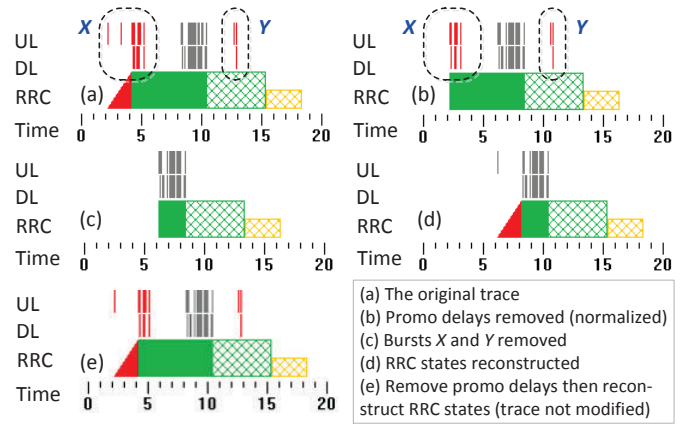 X Y X Y
UL UL
DL DL
RRC (a) RRC (b)
Time Time
0 5 10 15 20 0 5 10 15 20
UL UL
DL DL
RRC (c) RRC (d)
Time Time
0 5 10 15 20 0 5 10 15 20
UL
DL
RRC (e)
Time
0 5 10 15 20
(a) The original trace
(b) Promo delays removed (normalized)
(c) Bursts X and Y removed
(d) RRC states reconstructed
(e) Remove promo delays then recon-
struct RRC states (trace not modified)